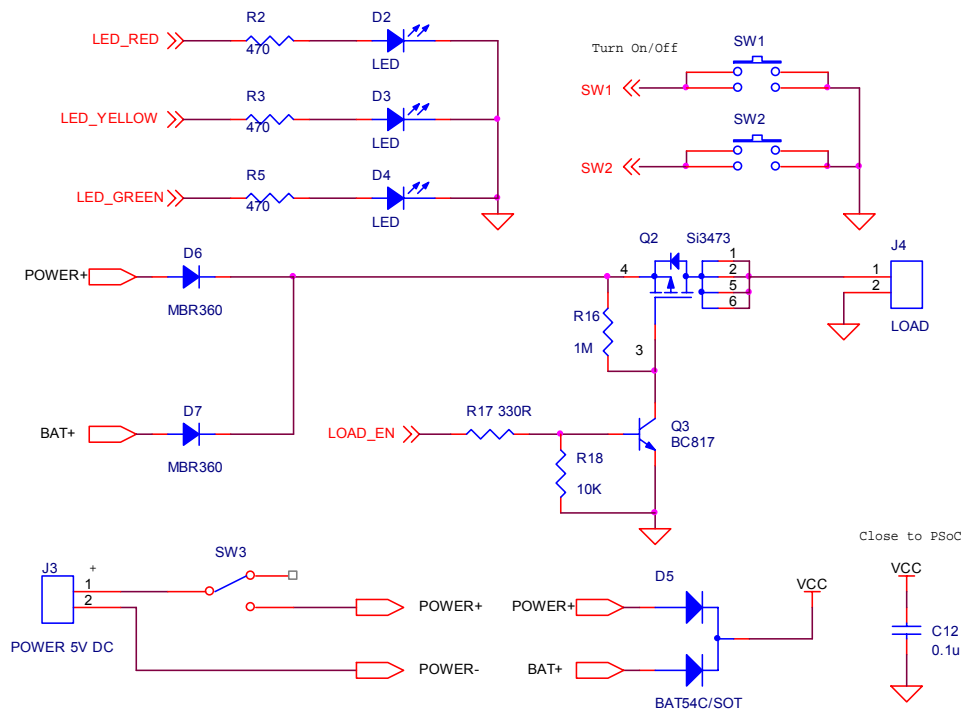 R2
D2
LED_RED
470
LED
R3
D3
LED_YELLOW
470
LED
R5
D4
LED_GREEN
470
LED
Turn On/Off
SW1
SW1
SW2
SW2
POWER+
D6
MBR360
BAT+
D7
MBR360
Q2
Si3473
4
1
2
5
6
R16
1M
3
J4
1
2
LOAD
LOAD_EN
R17 330R
Q3
BC817
R18
10K
J3
+
1
2
POWER 5V DC
SW3
POWER+
POWER-
D5
POWER+
BAT+
VCC
BAT54C/SOT
Close to PSoC
VCC
C12
0.1u